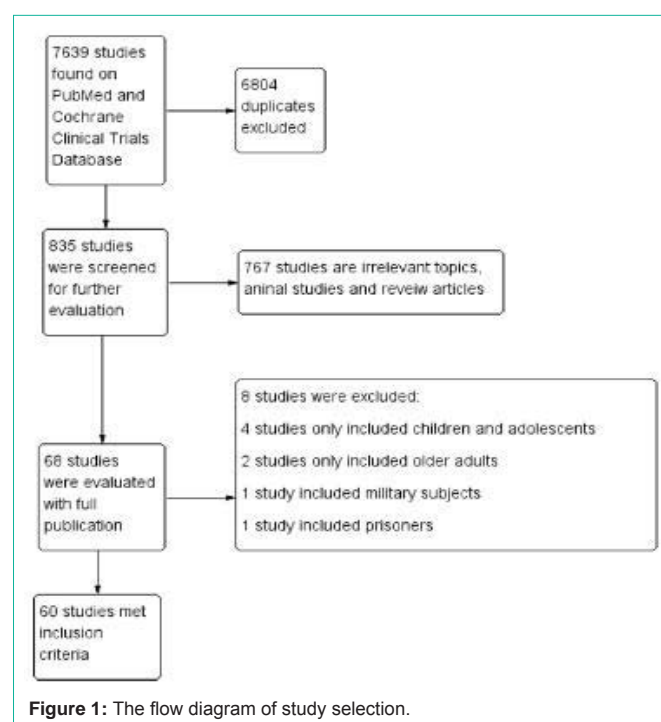 7639 studies
found on
PubMed and
Cochrane
Clinical Trials
Database
6804
duplicates
excluded
835 studies
were screened
for further
evaluation
767 studies are irrelevant topics,
aninal studies and reveiw articles
68 studies
were evaluated
with full
publication
8 studies were excluded:
4 studies only included children and adolescents
2 studies only included older adults
1 study included military subjects
1 study included prisoners
60 studies met
inclusion
criteria
Figure 1: The flow diagram of study selection.